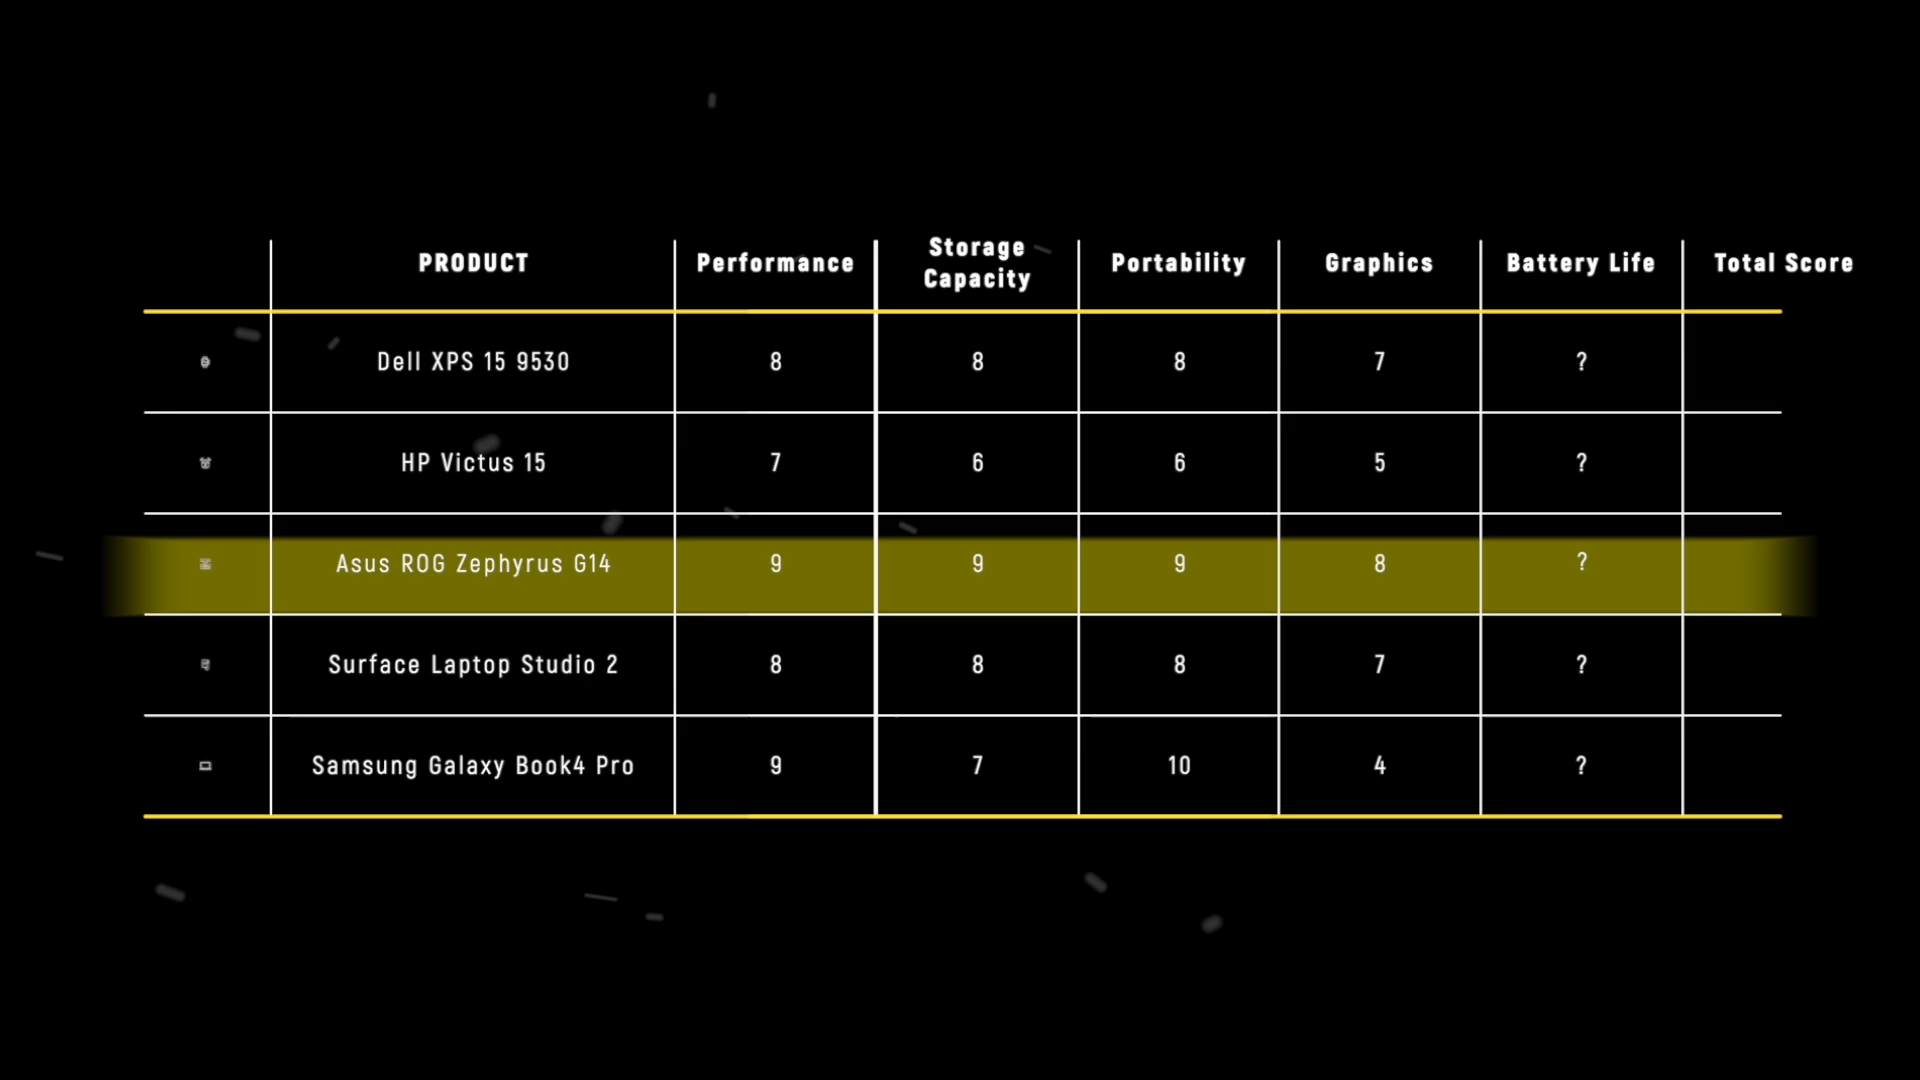 PRODUCT Performance Storage Capacity Portability Graphics Battery Life Total Score
Dell XPS 15 9530 8 8 8 7 ?
HP Victus 15 7 6 6 5 ?
Asus ROG Zephyrus G14 9 9 9 8 ?
Surface Laptop Studio 2 8 8 8 7 ?
Samsung Galaxy Book4 Pro 9 7 10 4 ?